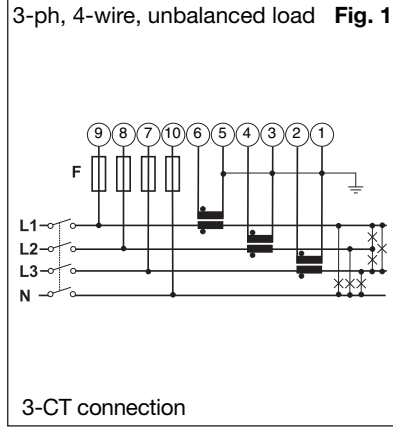 3-ph, 4-wire, unbalanced load Fig. 1
9 8 7 10 6 5 4 3 2 1
F
L1
L2
L3
N
3-CT connection